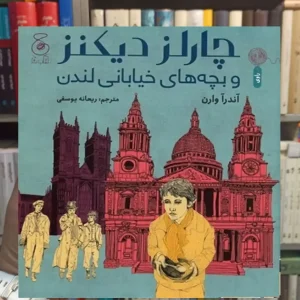 چارلز دیکنز
و بچه‌های خیابانی لندن
آندرآ وارن
مترجم: ریحانه یوسفی